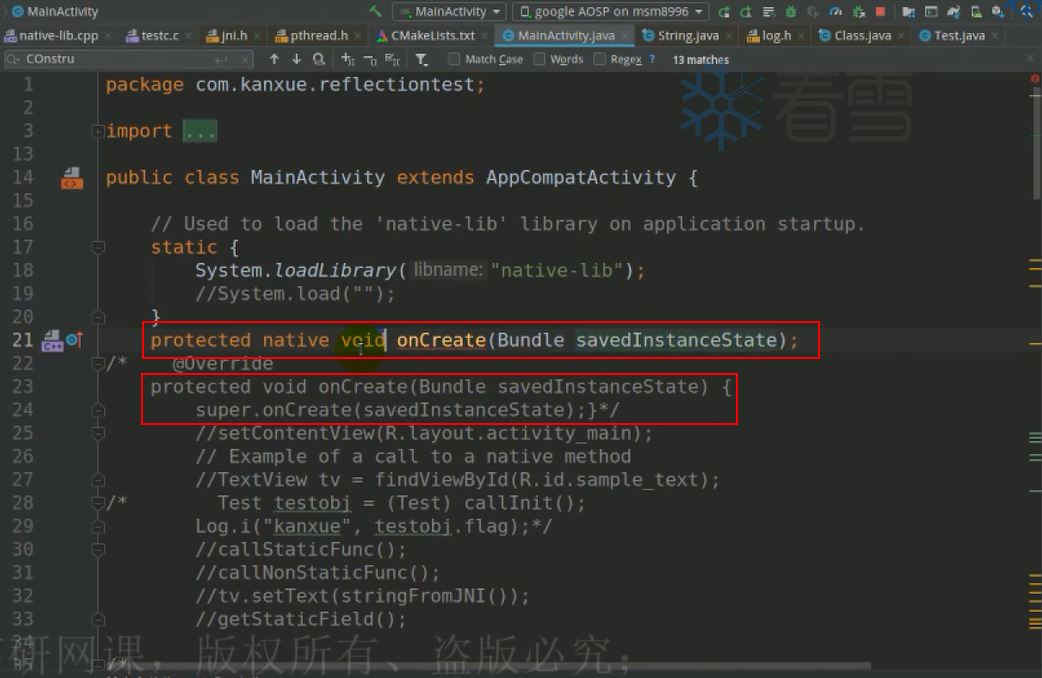 MainActivity
MainActivity
google AOSP on msm8996
native-lib.cpp
testc.c
jni.h
pthread.h
CMakeLists.txt
MainActivity.java
String.java
log.h
Class.java
Test.java
COnstru
Match Case
Words
Regex
?
13 matches
看雪
1 package com.kanxue.reflectiontest;
2
3 import ...
13
14 public class MainActivity extends AppCompatActivity {
15
16 // Used to load the 'native-lib' library on application startup.
17 static {
18 System.loadLibrary( libname: "native-lib");
19 //System.load("");
20 }
21 protected native void onCreate(Bundle savedInstanceState);
22 /* @Override
23 protected void onCreate(Bundle savedInstanceState) {
24 super.onCreate(savedInstanceState);}*/
25 //setContentView(R.layout.activity_main);
26 // Example of a call to a native method
27 //TextView tv = findViewById(R.id.sample_text);
28 /* Test testobj = (Test) callInit();
29 Log.i("kanxue", testobj.flag);*/
30 //callStaticFunc();
31 //callNonStaticFunc();
32 //tv.setText(stringFromJNI());
33 //getStaticField();
34
研网课，版权所有、盗版必究；
35 /*